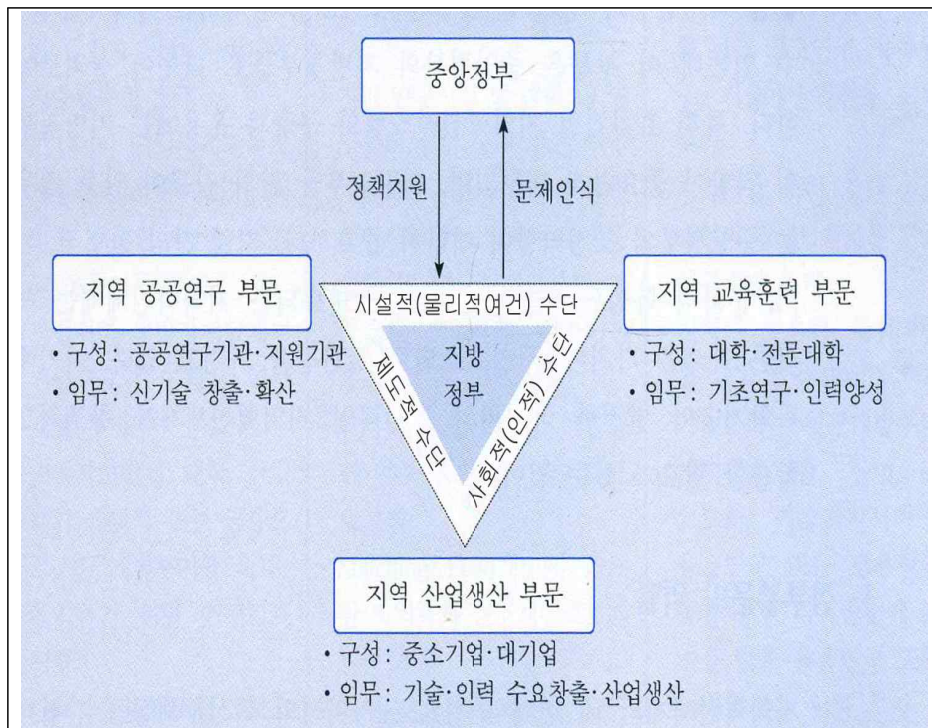 중앙정부
정책지원
문제인식
지역 공공연구 부문
• 구성: 공공연구기관·지원기관
• 임무: 신기술 창출·확산
시설적(물리적여건) 수단
제도적 수단
사회적(인적) 수단
지방
정부
지역 교육훈련 부문
• 구성: 대학·전문대학
• 임무: 기초연구·인력양성
지역 산업생산 부문
• 구성: 중소기업·대기업
• 임무: 기술·인력 수요창출·산업생산